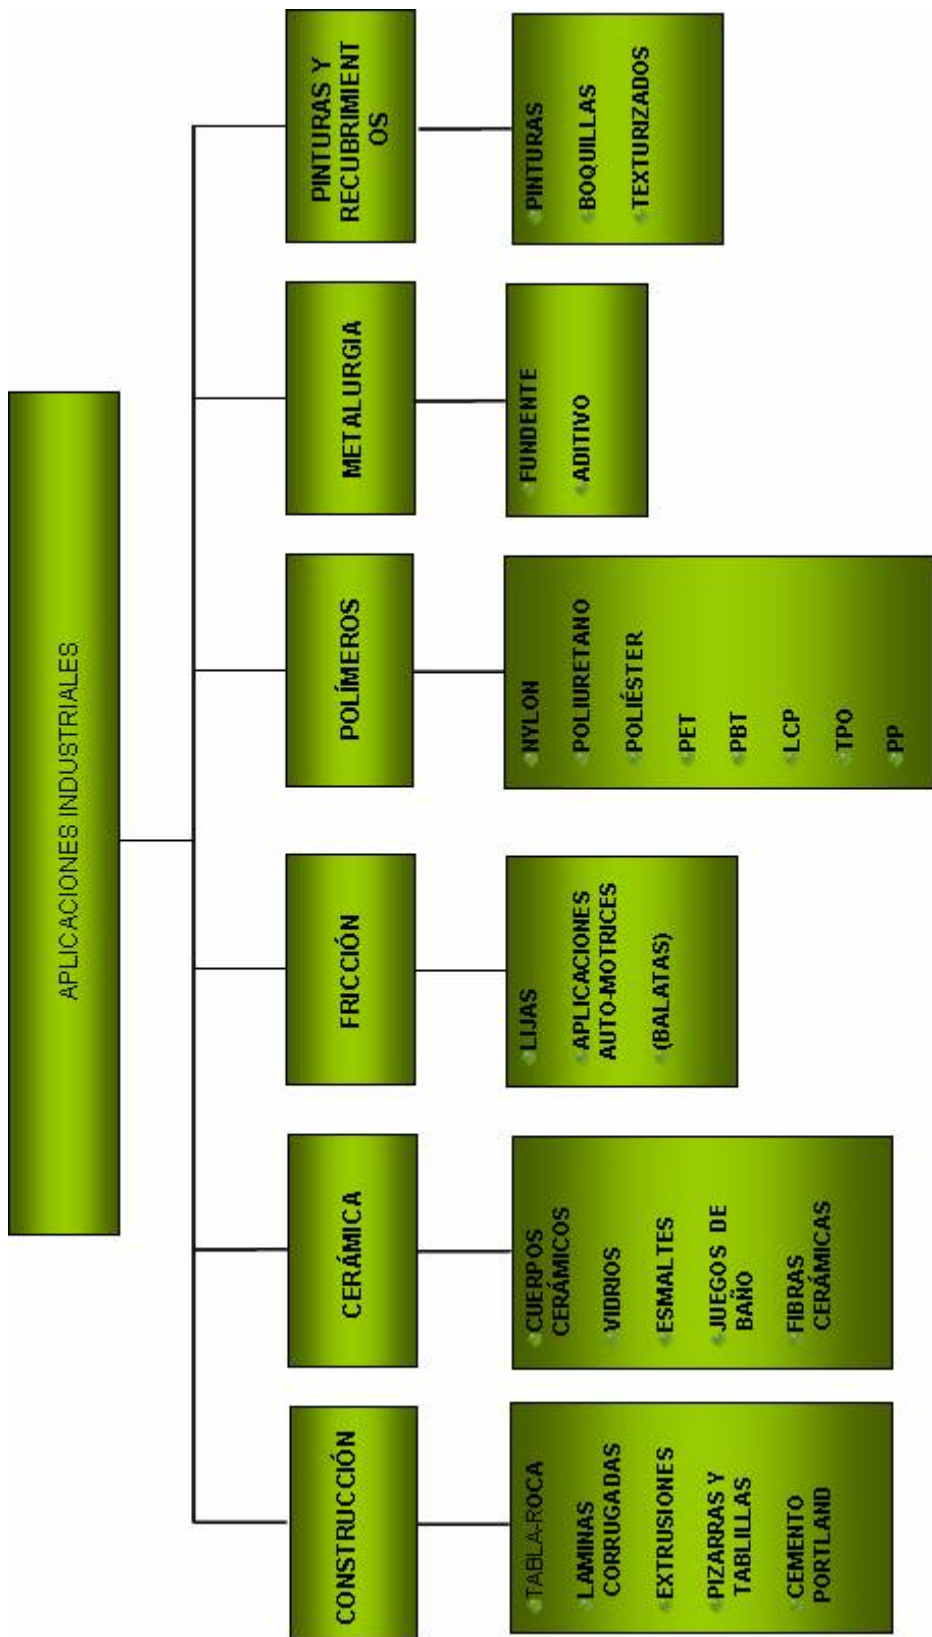 APLICACIONES INDUSTRIALES
CONSTRUCCIÓN
TABLA-ROCA
LAMINAS
CORRUGADAS
EXTRUSIONES
PIZARRAS Y
TABLILLAS
CEMENTO
PORTLAND
CERÁMICA
CUERPOS
CERÁMICOS
VIDRIOS
ESMALTES
JUEGOS DE
BAÑO
FIBRAS
CERÁMICAS
FRICCIÓN
LIJAS
APLICACIONES
AUTO-MOTRICES
(BALATAS)
POLÍMEROS
NYLON
POLIURETANO
POLIÉSTER
PET
PBT
LCP
TPO
PP
METALURGIA
FUNDENTE
ADITIVO
PINTURAS Y
RECUBRIMIENT
OS
PINTURAS
BOQUILLAS
TEXTURIZADOS